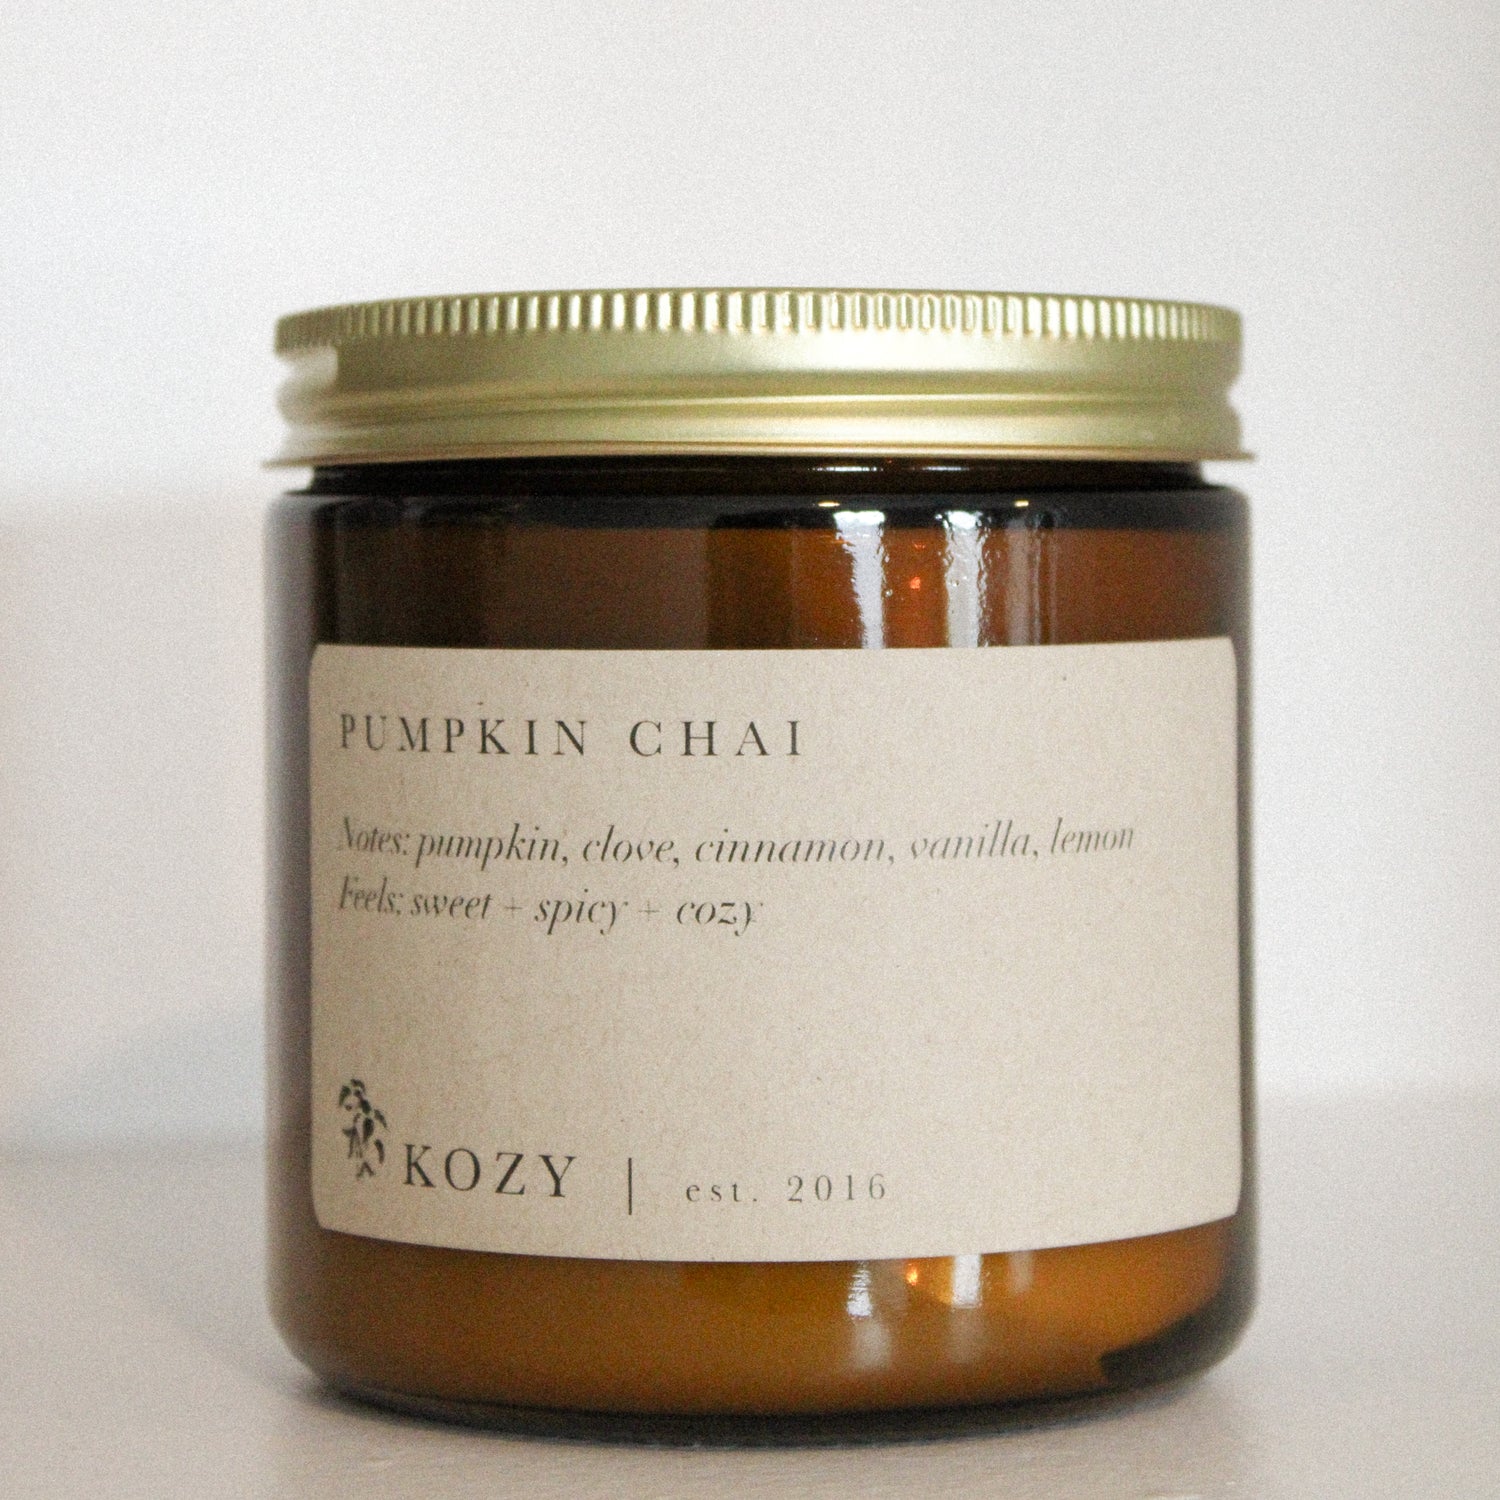 PUMPKIN CHAI
Notes: pumpkin, clove, cinnamon, vanilla, lemon
Feels: sweet + spicy + cozy
KOZY | est. 2016